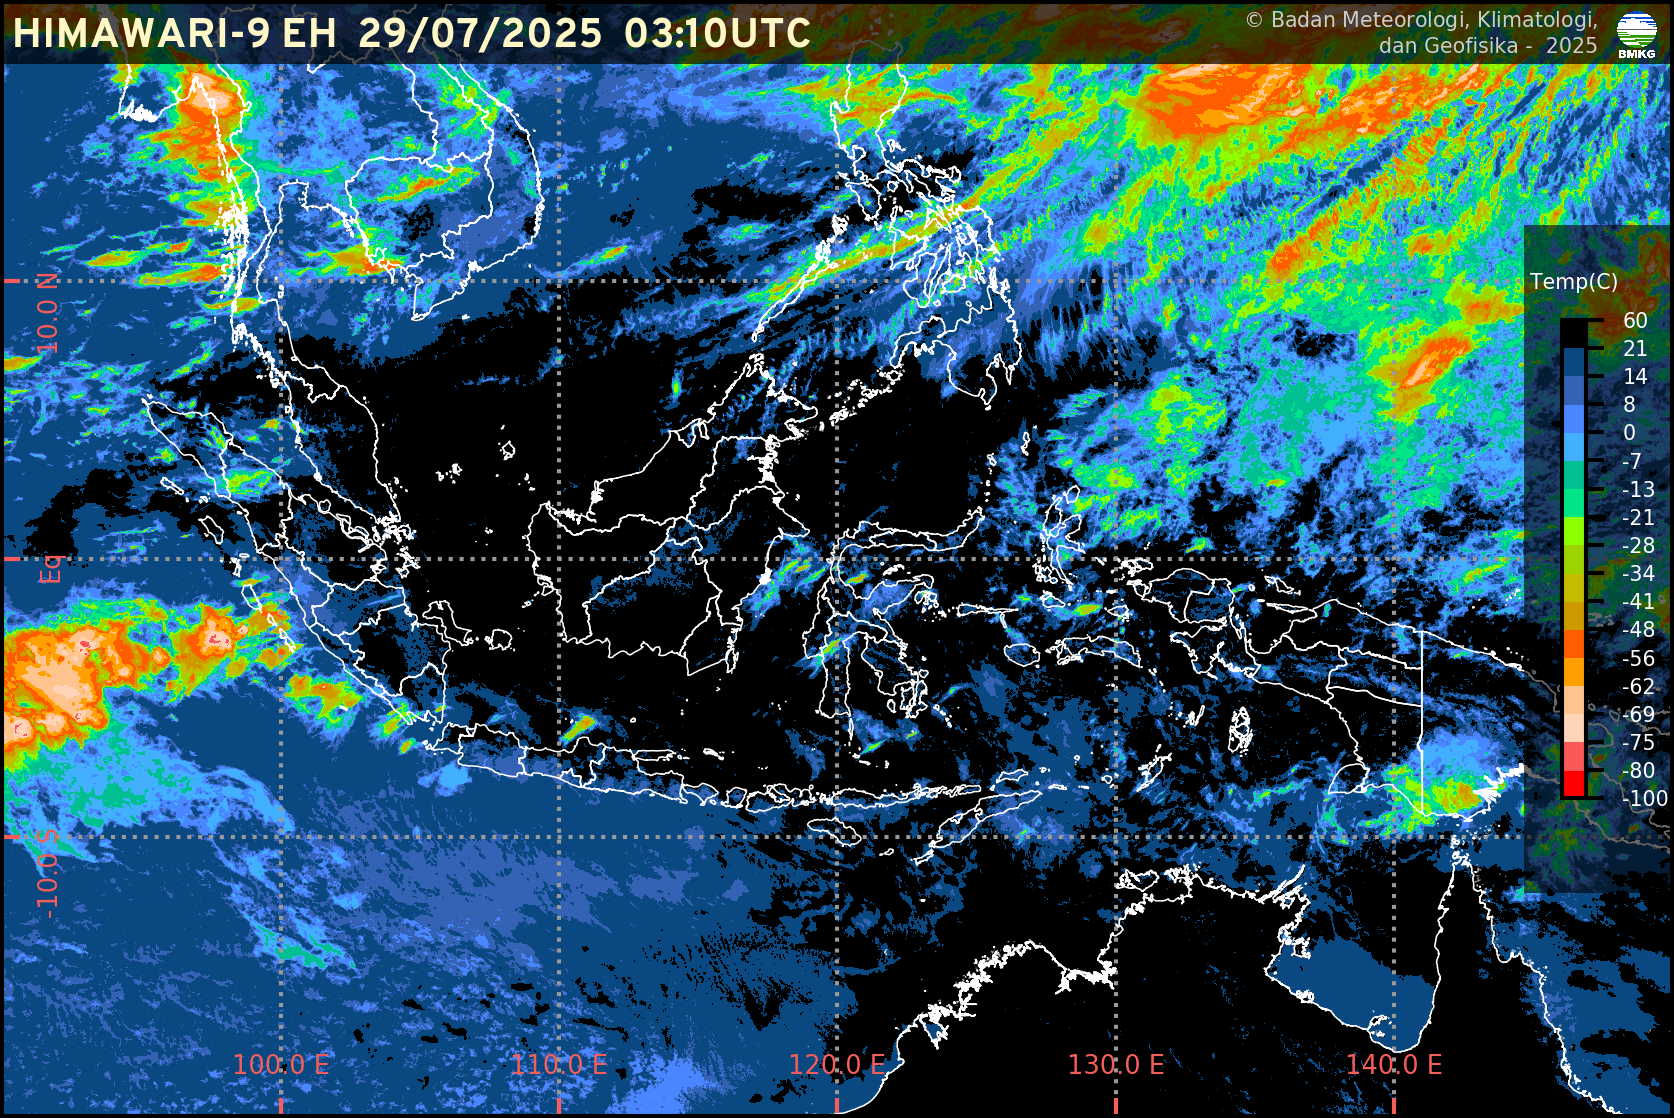 HIMAWARI-9 EH 29/07/2025 03:10UTC
© Badan Meteorologi, Klimatologi,
dan Geofisika - 2025
BMKG
Temp(C)
60
21
14
8
0
-7
-13
-21
-28
-34
-41
-48
-56
-62
-69
-75
-80
-100
10.0 N
Eq
-10.0 S
100.0 E
110.0 E
120.0 E
130.0 E
140.0 E